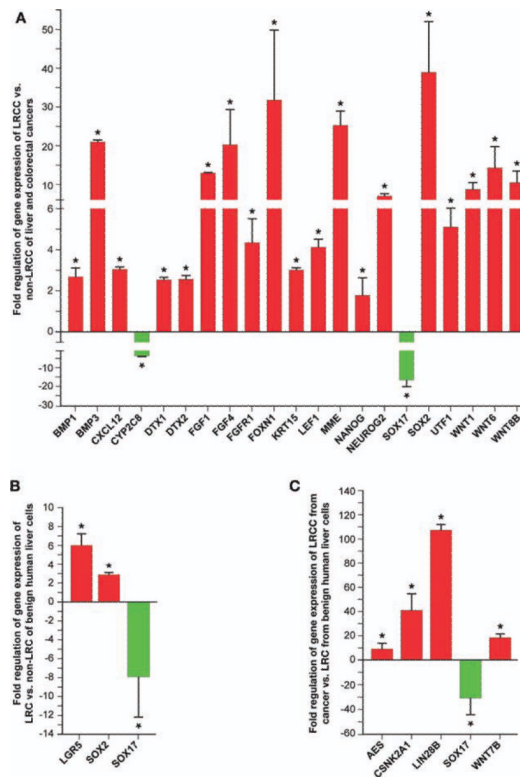 A
Fold regulation of gene expression of LRCC vs.
non-LRCC of liver and colorectal cancers
50
40
30
20
10
6
4
2
0
-10
-20
-30
BMP1
BMP3
CXCL12
CYP2C8
DTX1
DTX2
FGF1
FGF4
FGFR1
FOXN1
KRT15
LEF1
MME
NANOG
NEUROG2
SOX17
SOX2
UTF1
WNT1
WNT6
WNT8B
B
Fold regulation of gene expression of
LRC vs. non-LRC of benign human liver cells
10
8
6
4
2
0
-2
-4
-6
-8
-10
-12
-14
LGR5
SOX2
SOX17
C
Fold regulation of gene expression of LRCC from
cancer vs. LRC from benign human liver cells
140
120
100
80
60
40
20
0
-20
-40
-60
AES
CSNK2A1
LIN28B
SOX17
WNT7B